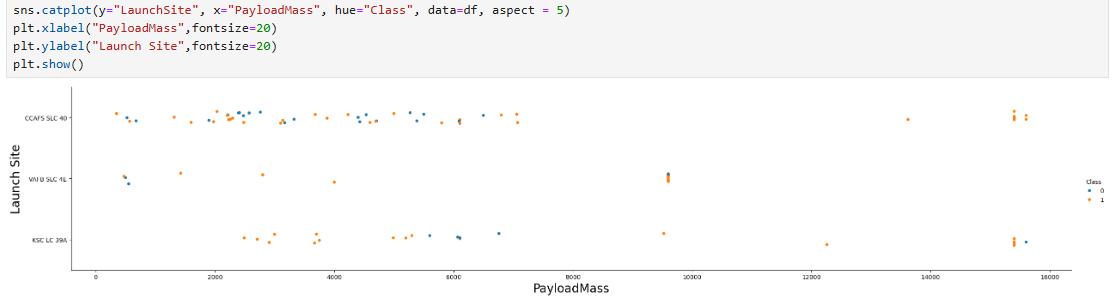 sns.catplot(y="LaunchSite", x="PayloadMass", hue="Class", data=df, aspect = 5)
plt.xlabel("PayloadMass",fontsize=20)
plt.ylabel("Launch Site",fontsize=20)
plt.show()
CCAFS SLC 40
VAFB SLC 4E
KSC LC 39A
Launch Site
Class
0
1
0 2000 4000 6000 8000 10000 12000 14000 16000
PayloadMass